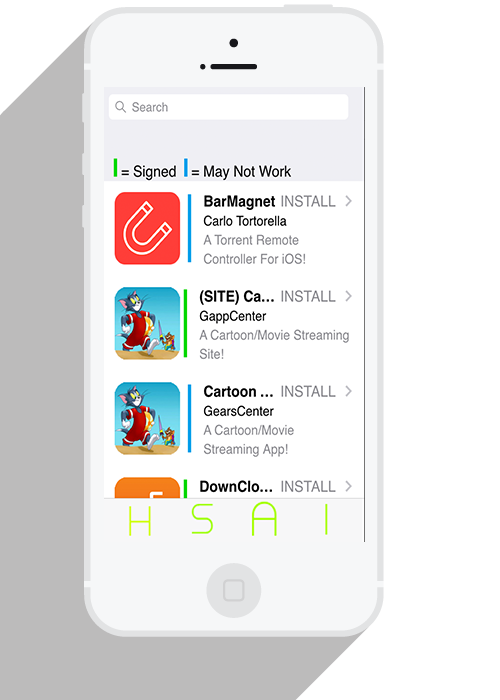 Search
= Signed = May Not Work
BarMagnet INSTALL
Carlo Tortorella
A Torrent Remote
Controller For iOS!
(SITE) Ca... INSTALL
GappCenter
A Cartoon/Movie Streaming
Site!
Cartoon ... INSTALL
GearsCenter
A Cartoon/Movie
Streaming App!
DownClo... INSTALL
H S A I